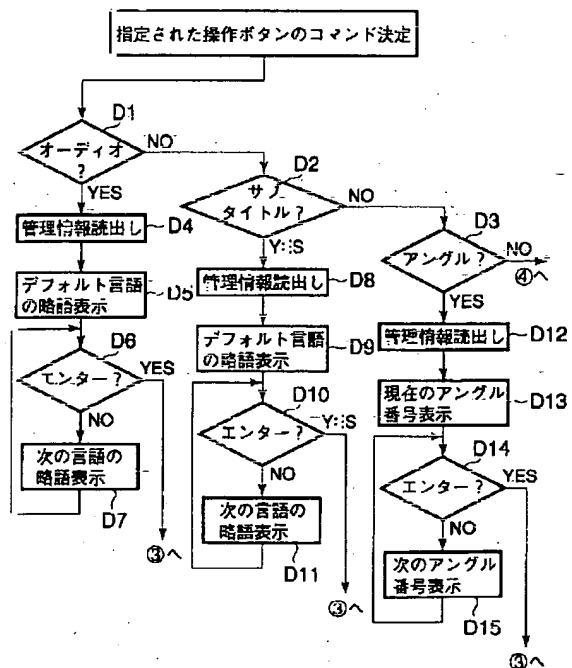 指定された操作ボタンのコマンド決定
D1
オーディオ
?
NO
YES
D2
サブ
タイトル?
NO
YES
D3
アングル?
NO
④へ
YES
管理情報読出し
D4
デフォルト言語
の略語表示
D5
D6
エンター?
YES
NO
次の言語の
略語表示
D7
③へ
管理情報読出し
D8
デフォルト言語
の略語表示
D9
D10
エンター?
YES
NO
次の言語の
略語表示
D11
③へ
管理情報読出し
D12
現在のアングル
番号表示
D13
D14
エンター?
YES
NO
次のアングル
番号表示
D15
③へ